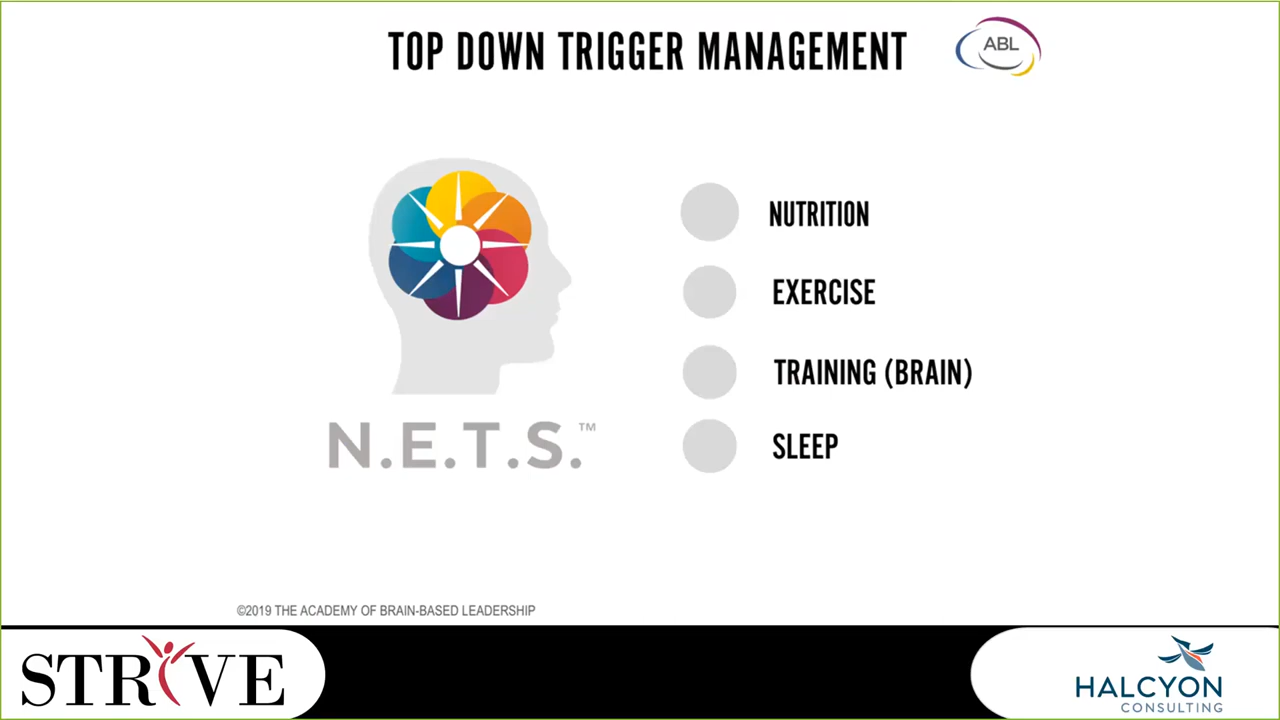 TOP DOWN TRIGGER MANAGEMENT
ABL
NUTRITION
EXERCISE
TRAINING (BRAIN)
SLEEP
N.E.T.S.™
©2019 THE ACADEMY OF BRAIN-BASED LEADERSHIP
STRIVE
HALCYON
CONSULTING